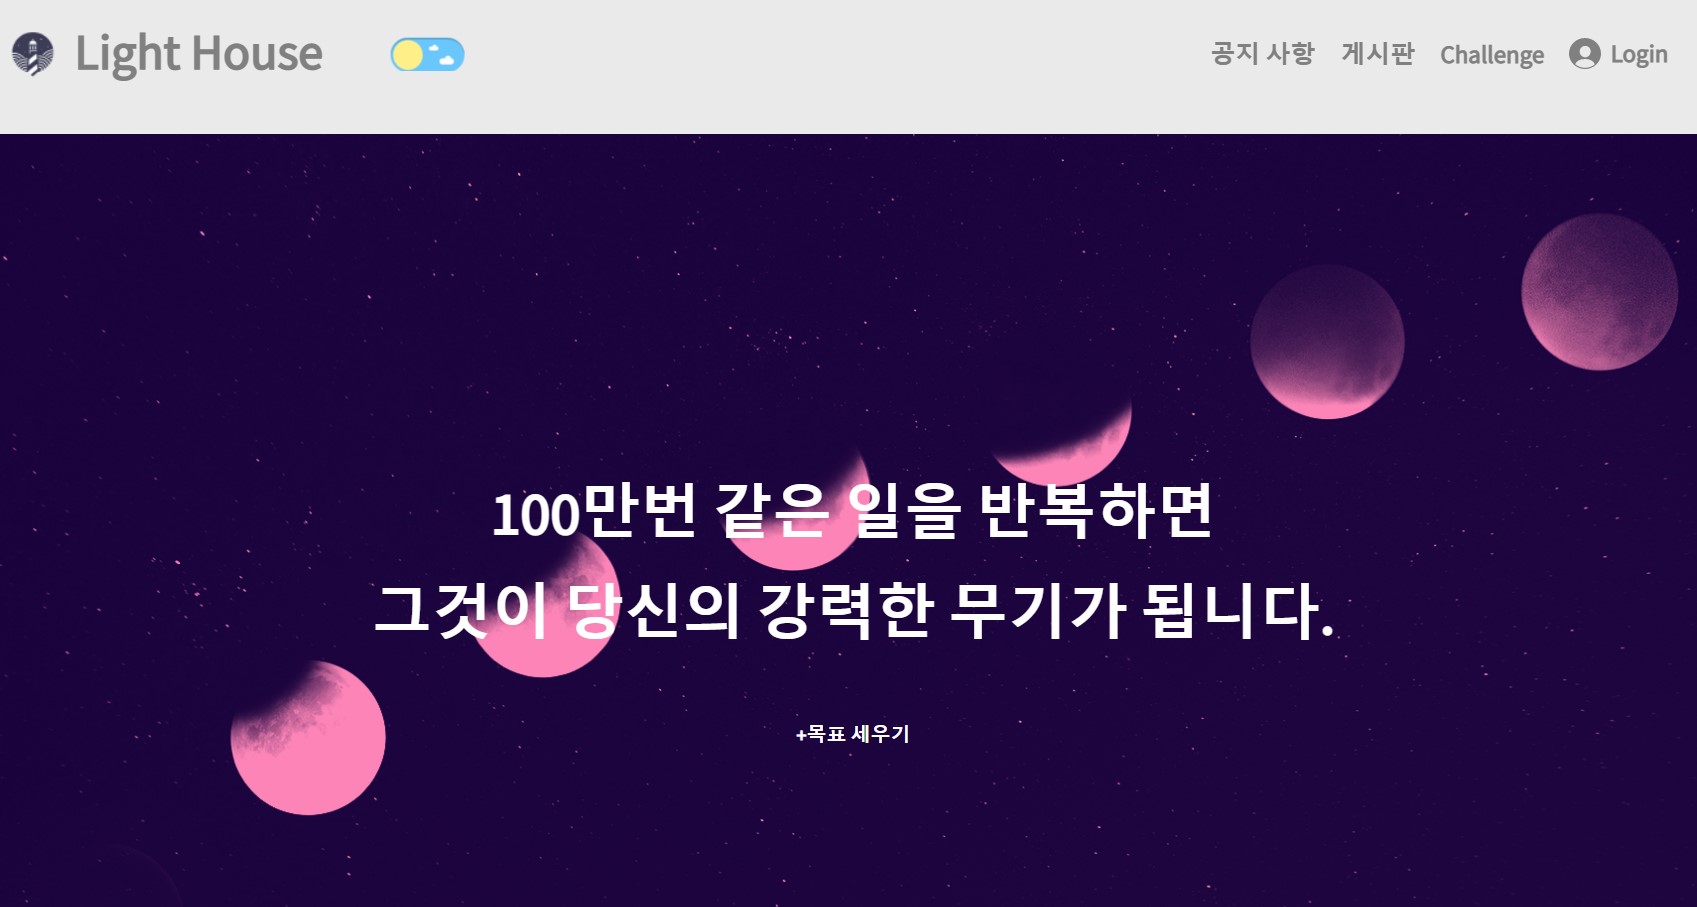 Light House
공지 사항 게시판 Challenge Login
100만번 같은 일을 반복하면
그것이 당신의 강력한 무기가 됩니다.
+목표 세우기